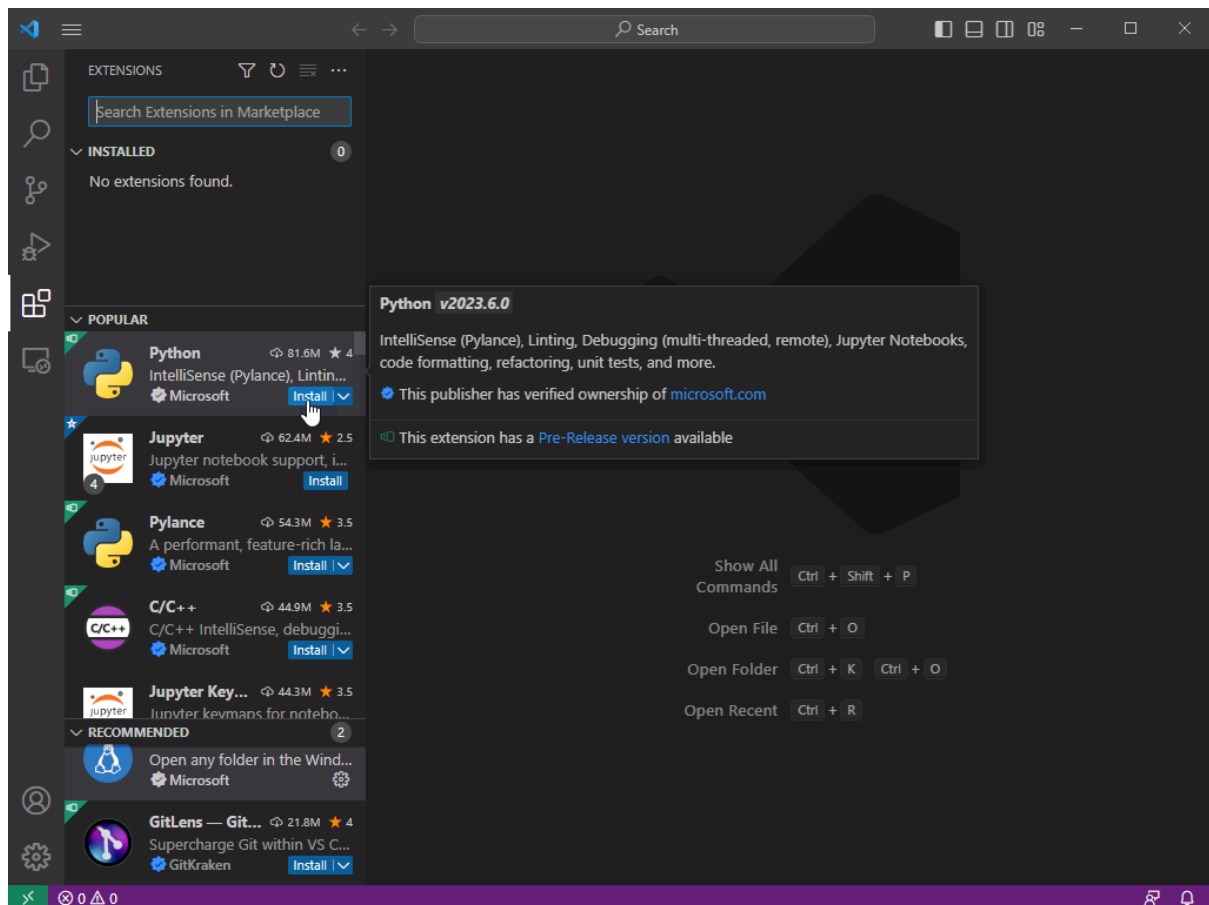 Search
EXTENSIONS
Search Extensions in Marketplace
INSTALLED 0
No extensions found.
POPULAR
Python 81.6M ★ 4
IntelliSense (Pylance), Lintin...
Microsoft Install
Jupyter 62.4M ★ 2.5
jupyter
Jupyter notebook support, i...
4
Microsoft Install
Pylance 54.3M ★ 3.5
A performant, feature-rich la...
Microsoft Install
C/C++ 44.9M ★ 3.5
C/C++
C/C++ IntelliSense, debuggi...
Microsoft Install
Jupyter Key... 44.3M ★ 3.5
jupyter
Jupyter keymaps for notebo...
RECOMMENDED 2
Open any folder in the Wind...
Microsoft
GitLens — Git... 21.8M ★ 4
Supercharge Git within VS C...
GitKraken Install
Python v2023.6.0
IntelliSense (Pylance), Linting, Debugging (multi-threaded, remote), Jupyter Notebooks,
code formatting, refactoring, unit tests, and more.
This publisher has verified ownership of microsoft.com
This extension has a Pre-Release version available
Show All
Commands Ctrl + Shift + P
Open File Ctrl + O
Open Folder Ctrl + K Ctrl + O
Open Recent Ctrl + R
0 0